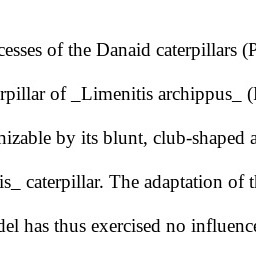 cesses of the Danaid caterpillars (P
rpillar of _Limenitis archippus_ (
nizable by its blunt, club-shaped a
is_ caterpillar. The adaptation of t
del has thus exercised no influence